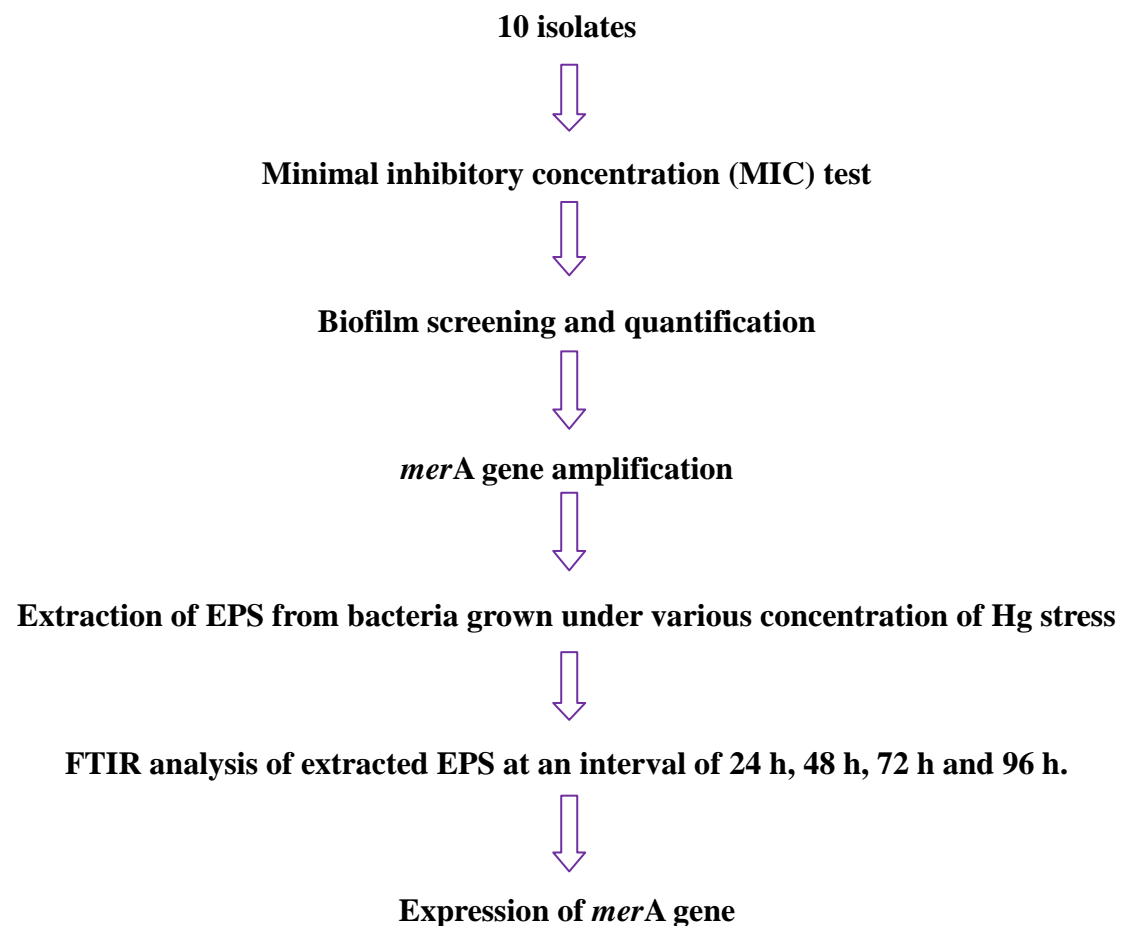 10 isolates
Minimal inhibitory concentration (MIC) test
Biofilm screening and quantification
merA gene amplification
Extraction of EPS from bacteria grown under various concentration of Hg stress
FTIR analysis of extracted EPS at an interval of 24 h, 48 h, 72 h and 96 h.
Expression of merA gene